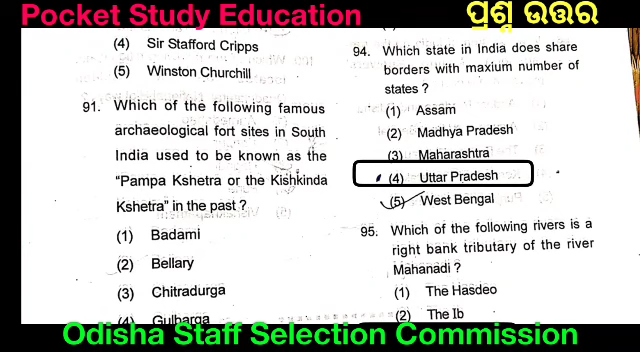 Pocket Study Education
ପ୍ରଶ୍ନ ଉତ୍ତର
(4) Sir Stafford Cripps
(5) Winston Churchill
91. Which of the following famous
archaeological fort sites in South
India used to be known as the
"Pampa Kshetra or the Kishkinda
Kshetra" in the past ?
(1) Badami
(2) Bellary
(3) Chitradurga
(4) Gulbarga
94. Which state in India does share
borders with maxium number of
states ?
(1) Assam
(2) Madhya Pradesh
(3) Maharashtra
(4) Uttar Pradesh
(5) West Bengal
95. Which of the following rivers is a
right bank tributary of the river
Mahanadi ?
(1) The Hasdeo
(2) The Ib
Odisha Staff Selection Commission